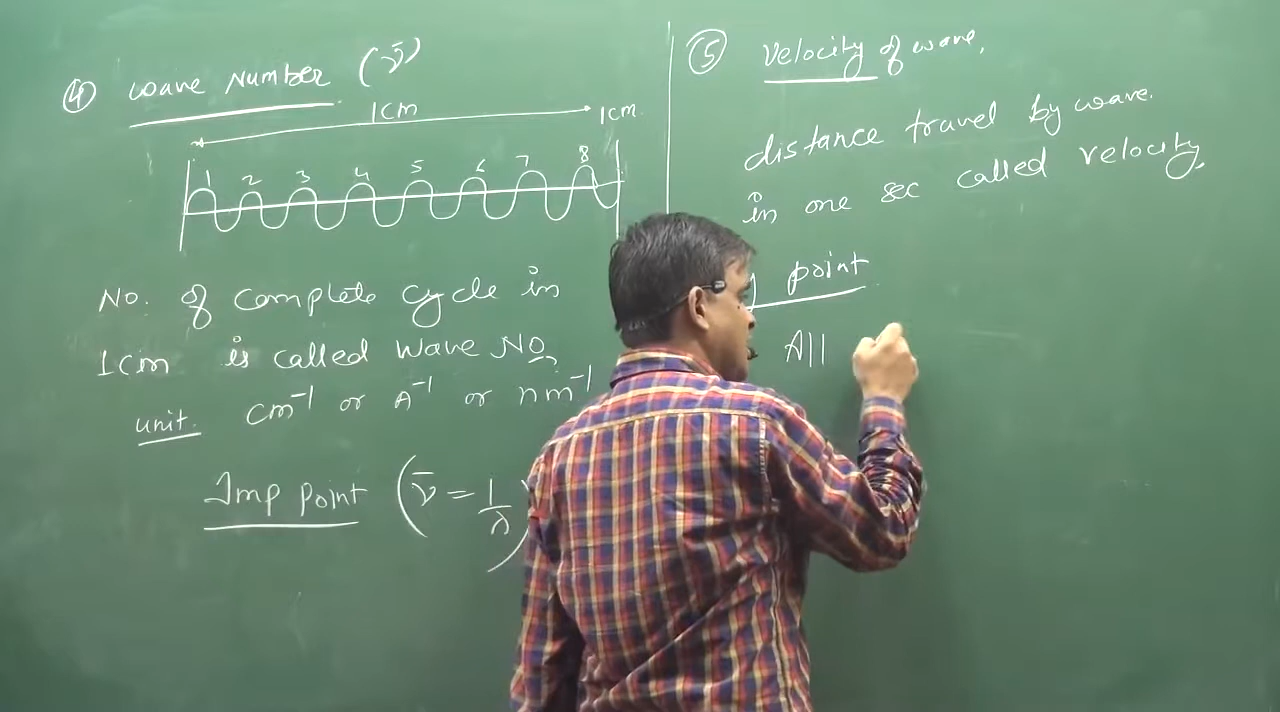 ④ wave Number (ν̄)
1cm
1cm
1 2 3 4 5 6 7 8
No. of complete cycle in
1cm is called wave No.
unit. cm⁻¹ or A⁻¹ or nm⁻¹
Imp point (ν̄ = 1/λ)
⑤ Velocity of wave,
distance travel by wave.
in one sec called velocity,
point
All